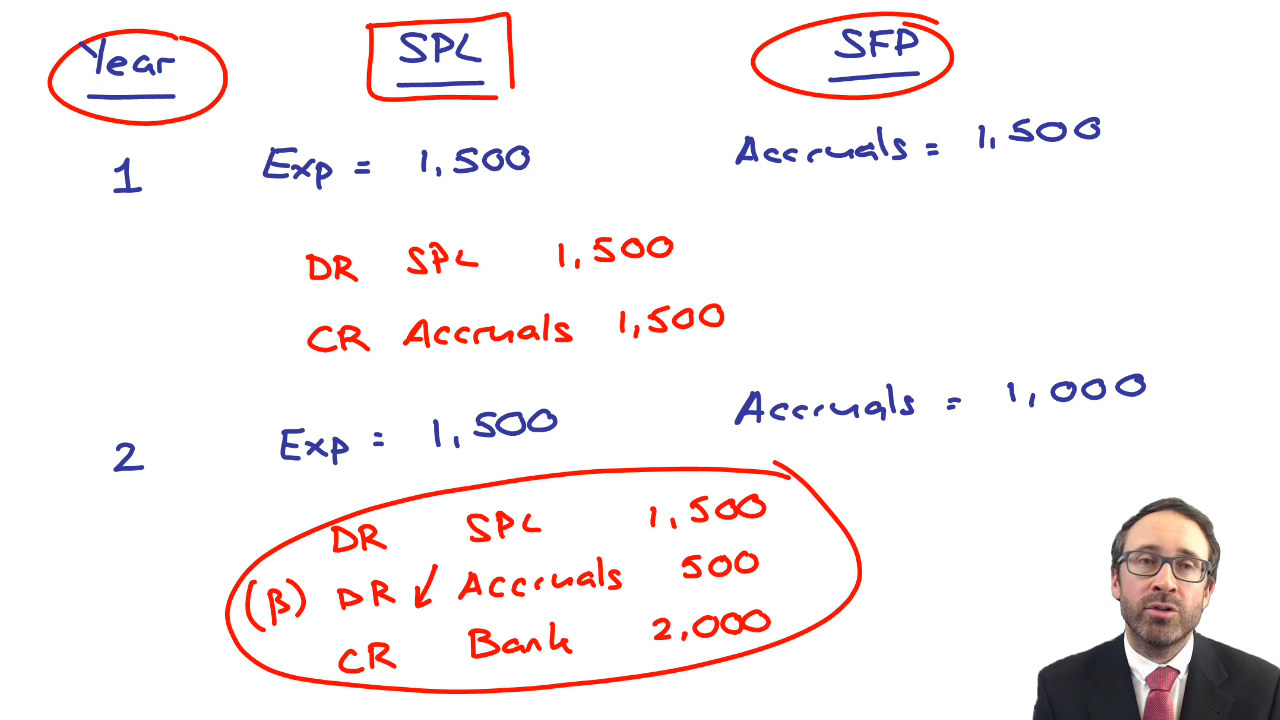 Year SPL SFP
1 Exp = 1,500 Accruals = 1,500
DR SPL 1,500
CR Accruals 1,500
2 Exp = 1,500 Accruals = 1,000
DR SPL 1,500
(β) DR ↙ Accruals 500
CR Bank 2,000